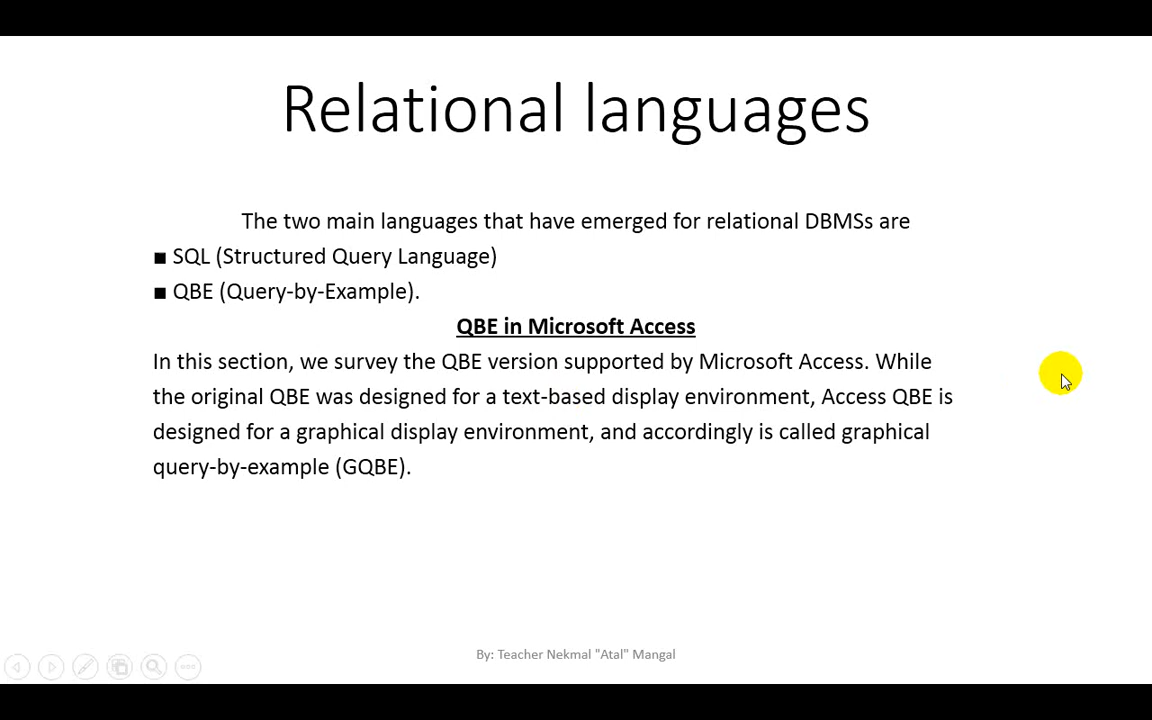 Relational languages
The two main languages that have emerged for relational DBMSs are
■ SQL (Structured Query Language)
■ QBE (Query-by-Example).
QBE in Microsoft Access
In this section, we survey the QBE version supported by Microsoft Access. While
the original QBE was designed for a text-based display environment, Access QBE is
designed for a graphical display environment, and accordingly is called graphical
query-by-example (GQBE).
By: Teacher Nekmal "Atal" Mangal